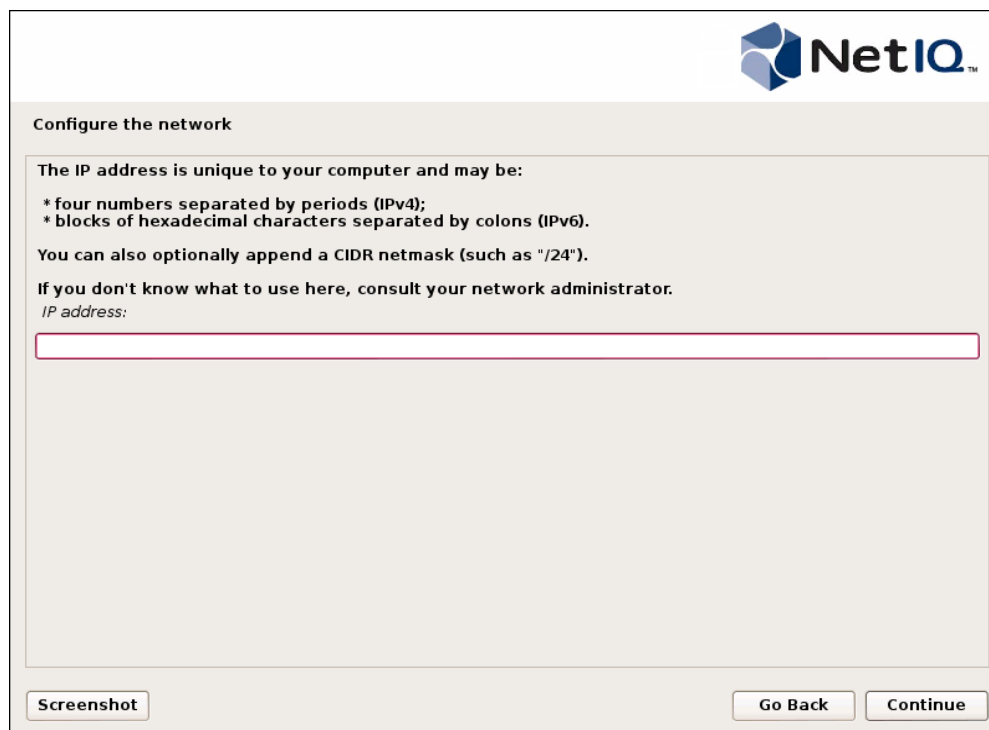 NetIQ™
Configure the network
The IP address is unique to your computer and may be:
* four numbers separated by periods (IPv4);
* blocks of hexadecimal characters separated by colons (IPv6).
You can also optionally append a CIDR netmask (such as "/24").
If you don't know what to use here, consult your network administrator.
IP address:
Screenshot
Go Back
Continue